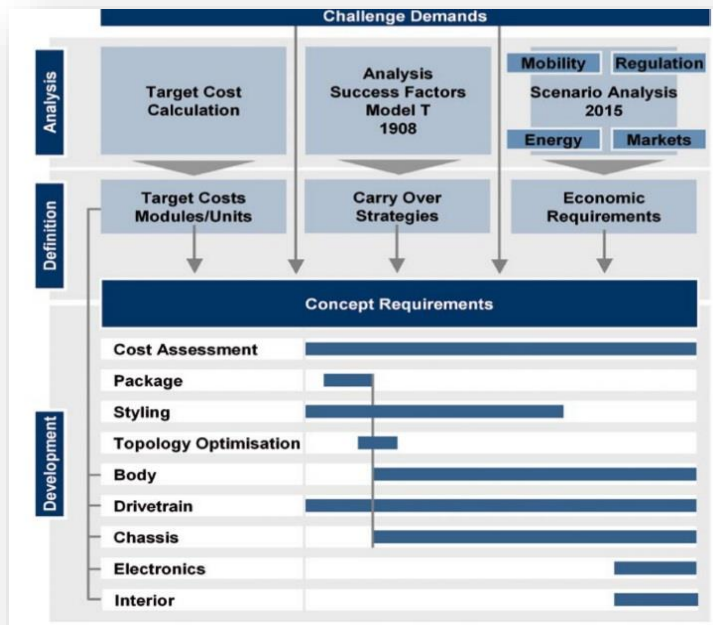 Challenge Demands
Analysis
Target Cost
Calculation
Analysis
Success Factors
Model T
1908
Mobility
Regulation
Scenario Analysis
2015
Energy
Markets
Definition
Target Costs
Modules/Units
Carry Over
Strategies
Economic
Requirements
Concept Requirements
Development
Cost Assessment
Package
Styling
Topology Optimisation
Body
Drivetrain
Chassis
Electronics
Interior